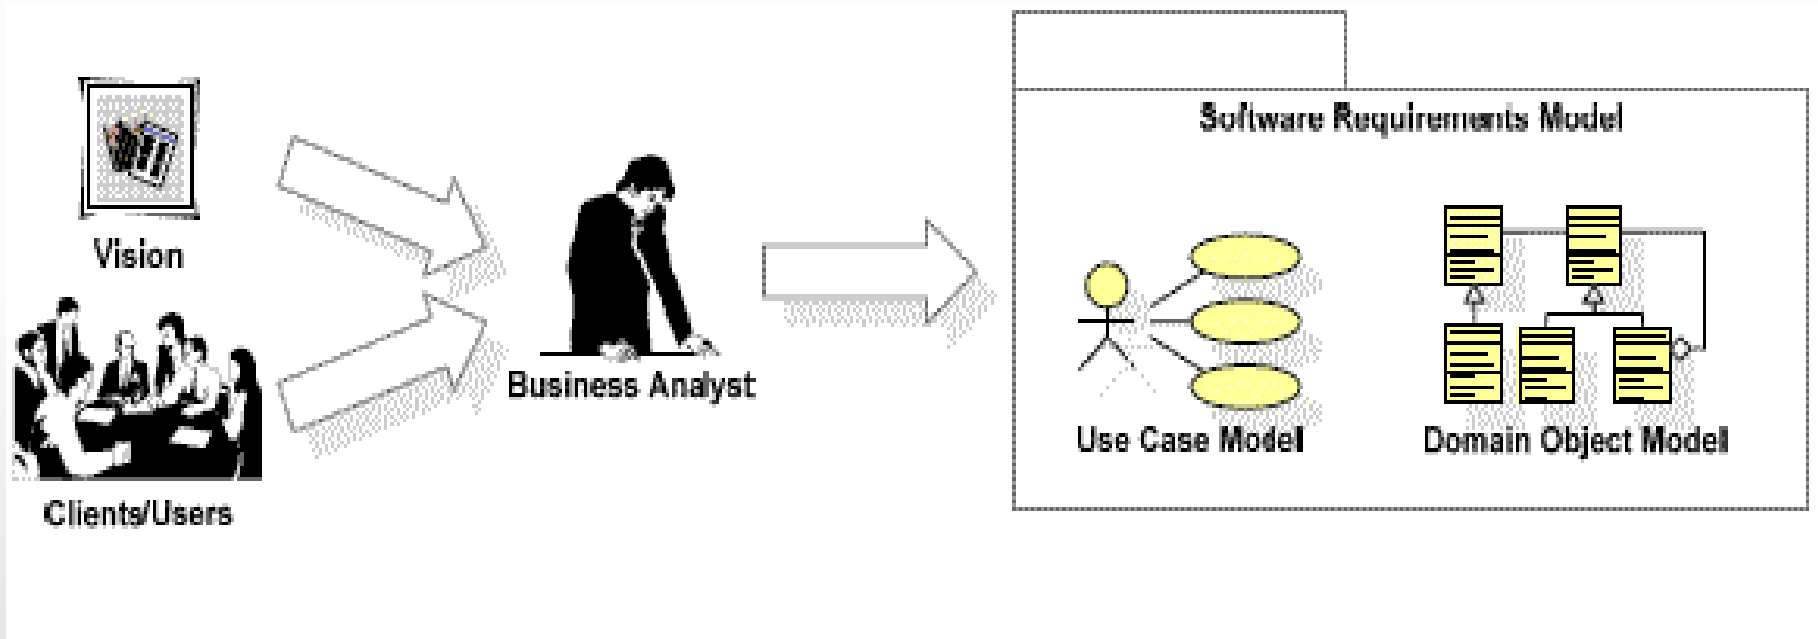 Software Requirements Model
Vision
Business Analyst
Use Case Model
Domain Object Model
Clients/Users